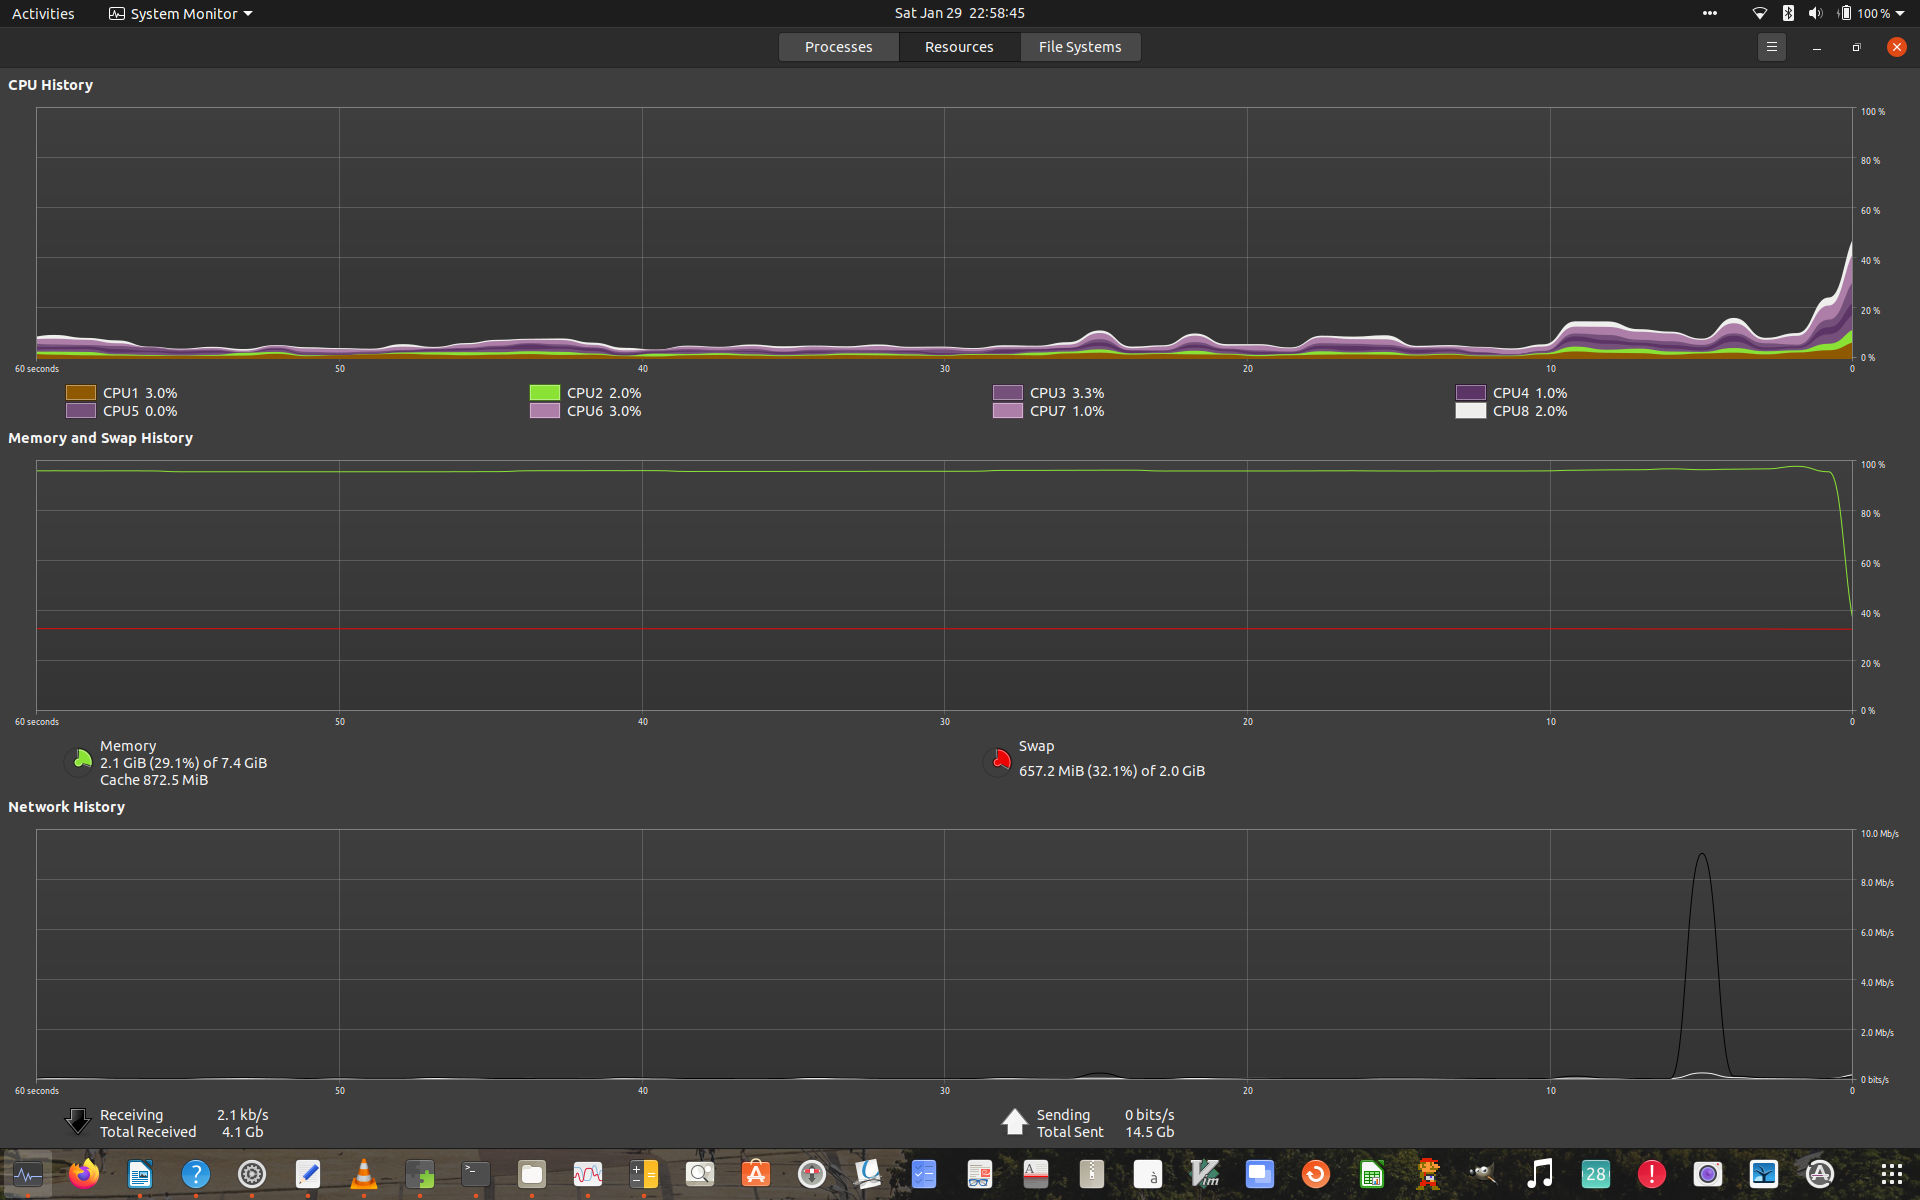 Activities
System Monitor
Sat Jan 29 22:58:45
100 %
Processes
Resources
File Systems
CPU History
100 %
80 %
60 %
40 %
20 %
0 %
60 seconds 50 40 30 20 10 0
CPU1 3.0% CPU2 2.0% CPU3 3.3% CPU4 1.0%
CPU5 0.0% CPU6 3.0% CPU7 1.0% CPU8 2.0%
Memory and Swap History
100 %
80 %
60 %
40 %
20 %
0 %
60 seconds 50 40 30 20 10 0
Memory
2.1 GiB (29.1%) of 7.4 GiB
Cache 872.5 MiB
Swap
657.2 MiB (32.1%) of 2.0 GiB
Network History
10.0 Mb/s
8.0 Mb/s
6.0 Mb/s
4.0 Mb/s
2.0 Mb/s
0 bits/s
60 seconds 50 40 30 20 10 0
Receiving 2.1 kb/s
Total Received 4.1 Gb
Sending 0 bits/s
Total Sent 14.5 Gb
?
>_
A
à
Vim
28
!
A